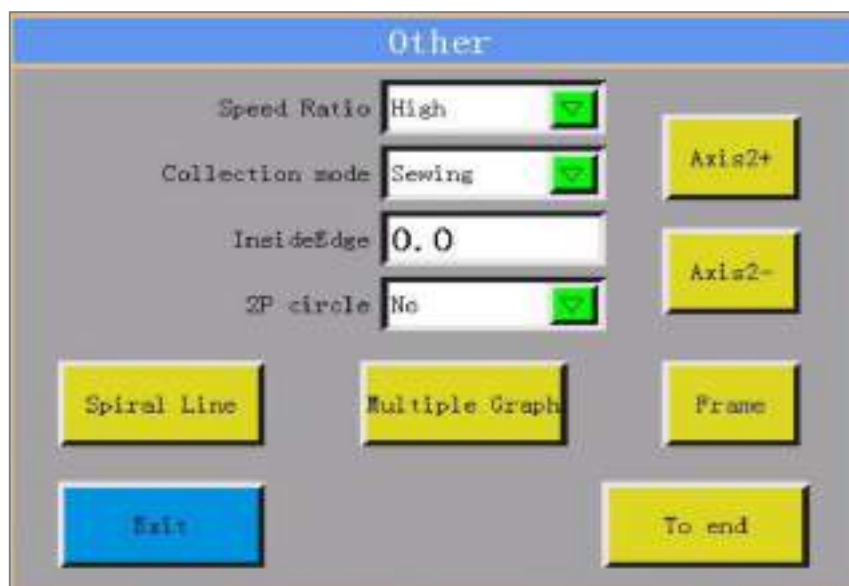 Other
Speed Ratio High
Collection mode Sewing
InsideEdge 0.0
2P circle No
Axis2+
Axis2-
Spiral Line
Multiple Graph
Frame
Exit
To end